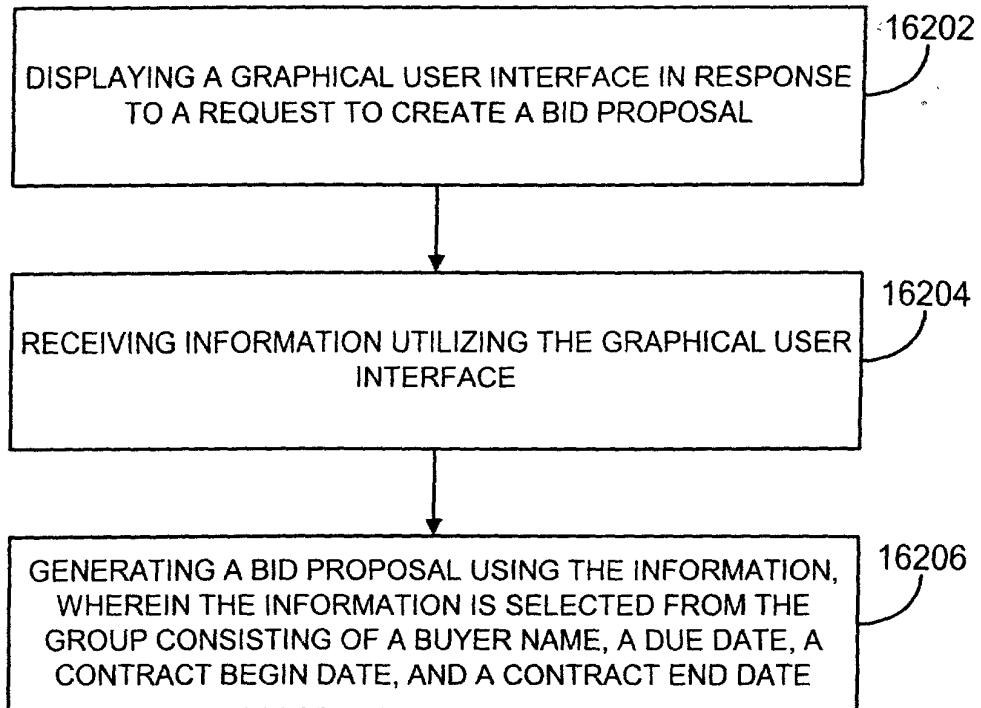 16202
DISPLAYING A GRAPHICAL USER INTERFACE IN RESPONSE
TO A REQUEST TO CREATE A BID PROPOSAL
16204
RECEIVING INFORMATION UTILIZING THE GRAPHICAL USER
INTERFACE
16206
GENERATING A BID PROPOSAL USING THE INFORMATION,
WHEREIN THE INFORMATION IS SELECTED FROM THE
GROUP CONSISTING OF A BUYER NAME, A DUE DATE, A
CONTRACT BEGIN DATE, AND A CONTRACT END DATE